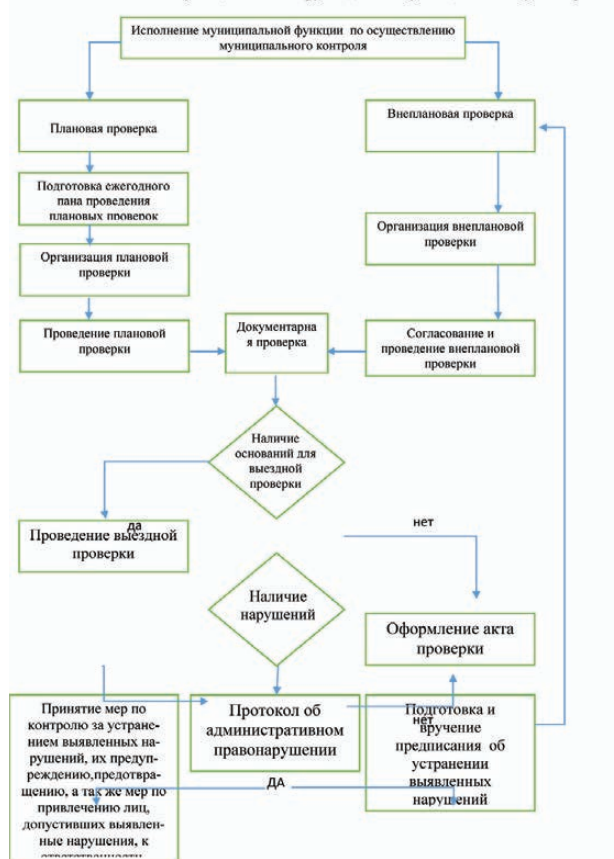 Исполнение муниципальной функции по осуществлению
муниципального контроля
Плановая проверка
Внеплановая проверка
Подготовка ежегодного
пана проведения
плановых проверок
Организация плановой
проверки
Организация внеплановой
проверки
Проведение плановой
проверки
Документарна
я проверка
Согласование и
проведение внеплановой
проверки
Наличие
оснований для
выездной
проверки
да
нет
Проведение выездной
проверки
Наличие
нарушений
Оформление акта
проверки
Принятие мер по
контролю за устране-
нием выявленных на-
рушений, их предуп-
реждению,предотвра-
щению, а так же мер по
привлечению лиц,
допустивших выявлен-
ные нарушения, к
Протокол об
административном
правонарушении
нет
Подготовка и
вручение
предписания об
устранении
выявленных
нарушений
ДА